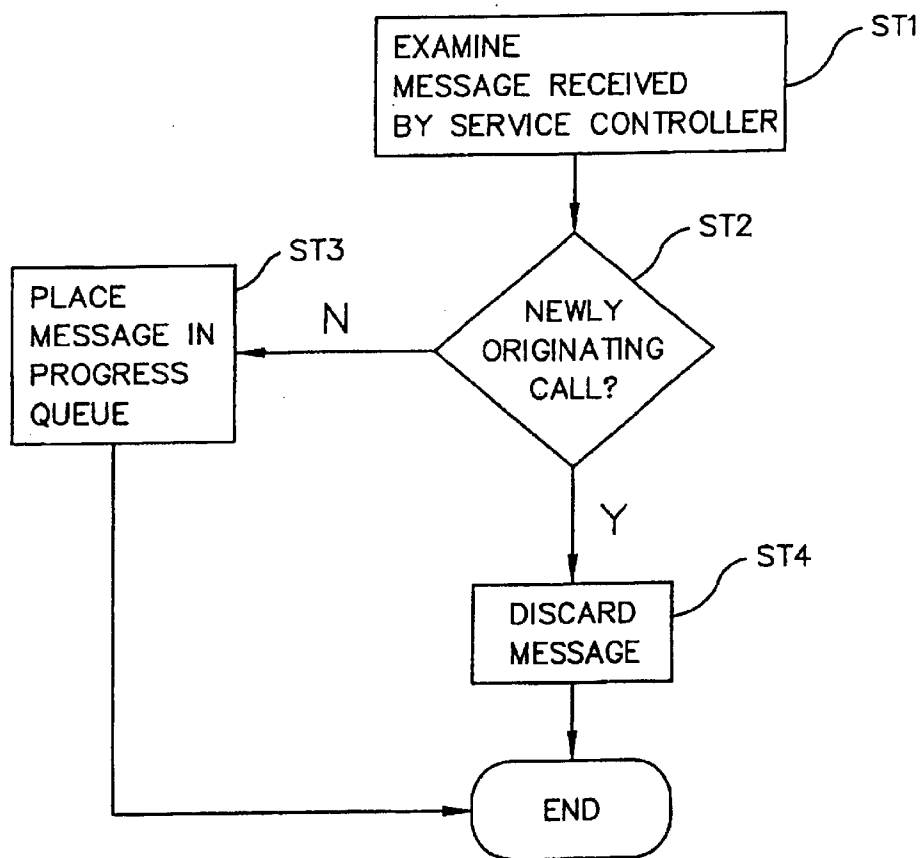 EXAMINE
MESSAGE RECEIVED
BY SERVICE CONTROLLER
ST1
ST2
NEWLY
ORIGINATING
CALL?
ST3
PLACE
MESSAGE IN
PROGRESS
QUEUE
N
Y
ST4
DISCARD
MESSAGE
END